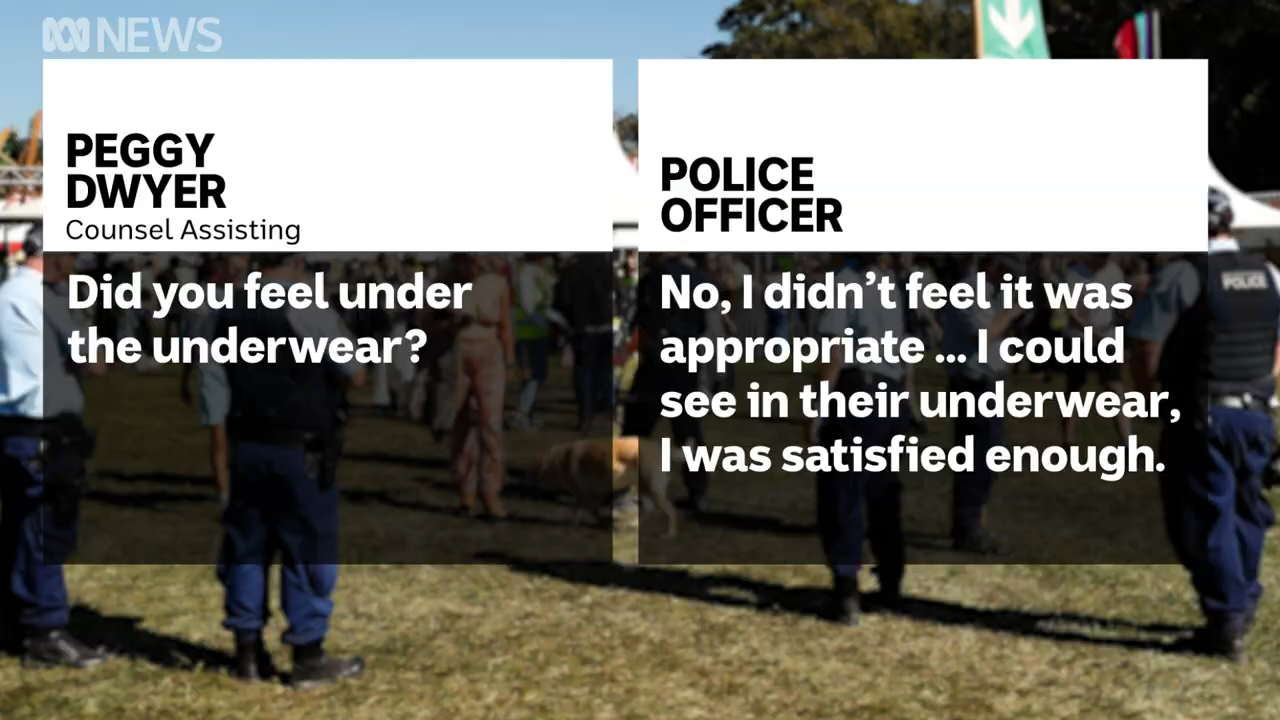 NEWS
PEGGY
DWYER
Counsel Assisting
Did you feel under
the underwear?
POLICE
OFFICER
No, I didn't feel it was
appropriate ... I could
see in their underwear,
I was satisfied enough.
POLICE